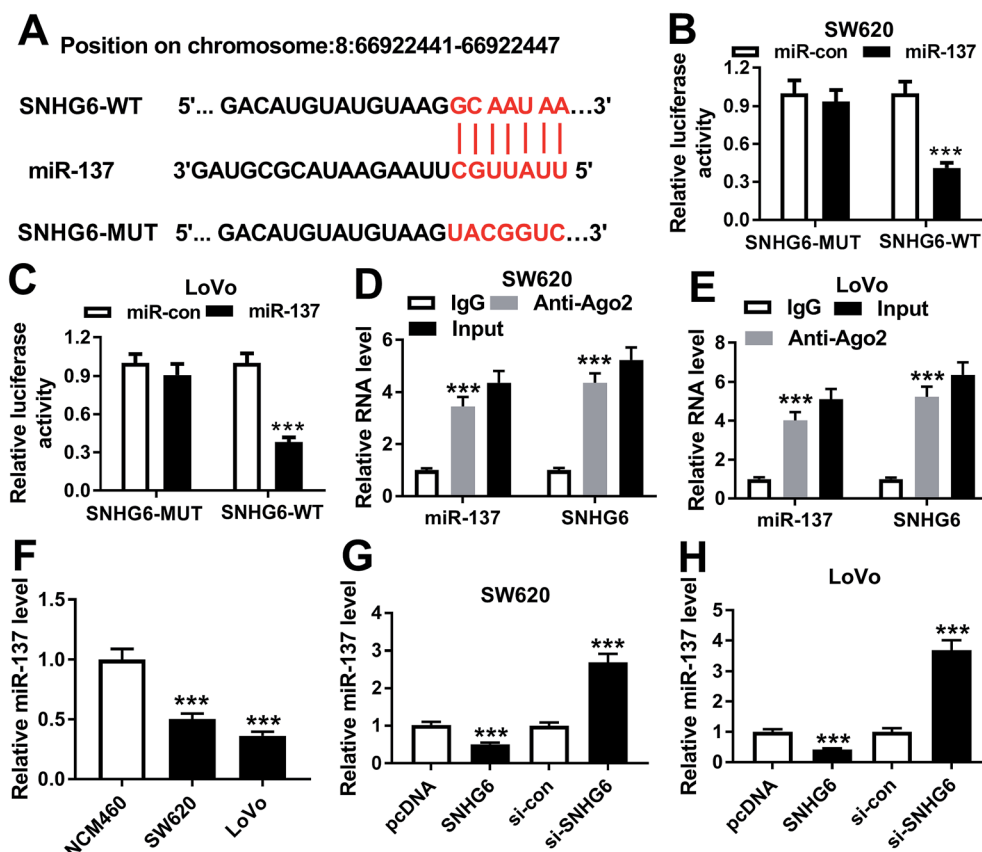 A
Position on chromosome:8:66922441-66922447
SNHG6-WT 5'... GACAUGUAUGUAAGGC AAU AA...3'
miR-137 3'GAUGCGCAUAAGAAUUCGUUAUU 5'
SNHG6-MUT 5'... GACAUGUAUGUAAGUACGGUC...3'
B
SW620
miR-con miR-137
Relative luciferase
activity
1.2
0.9
0.6
0.3
0.0
SNHG6-MUT SNHG6-WT
***
C
LoVo
miR-con miR-137
Relative luciferase
activity
1.2
0.9
0.6
0.3
0.0
SNHG6-MUT SNHG6-WT
***
D
SW620
IgG Anti-Ago2
Input
Relative RNA level
6
4
2
0
*** ***
miR-137 SNHG6
E
LoVo
IgG Input
Anti-Ago2
Relative RNA level
8
6
4
2
0
*** ***
miR-137 SNHG6
F
Relative miR-137 level
1.5
1.0
0.5
0.0
*** ***
NCM460 SW620 LoVo
G
SW620
Relative miR-137 level
4
3
2
1
0
*** ***
pcDNA SNHG6 si-con si-SNHG6
H
LoVo
Relative miR-137 level
5
4
3
2
1
0
*** ***
pcDNA SNHG6 si-con si-SNHG6